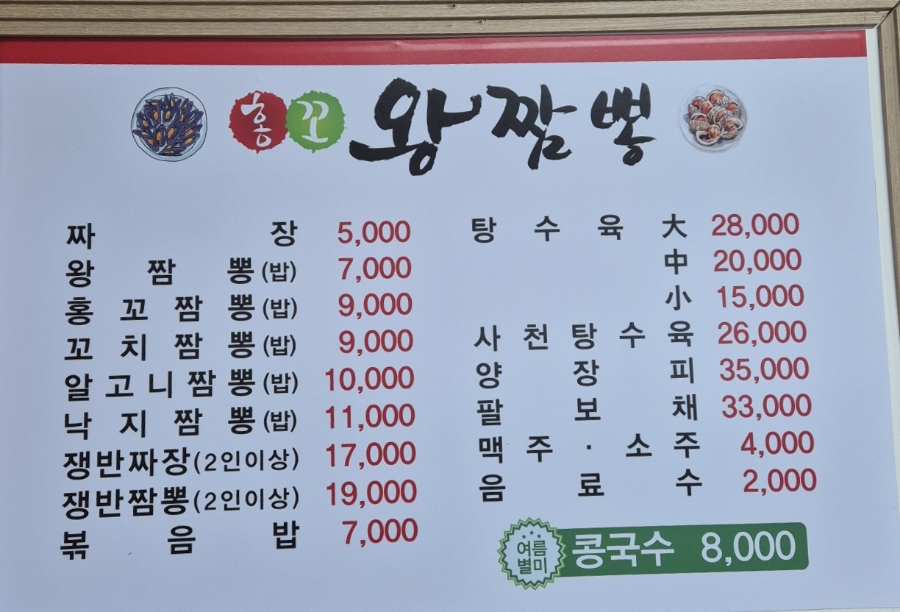 홍꼬 왕짬뽕
짜장 5,000
왕짬뽕(밥) 7,000
홍꼬짬뽕(밥) 9,000
꼬치짬뽕(밥) 9,000
알고니짬뽕(밥) 10,000
낙지짬뽕(밥) 11,000
쟁반짜장(2인이상) 17,000
쟁반짬뽕(2인이상) 19,000
볶음밥 7,000
탕수육 大 28,000
中 20,000
小 15,000
사천탕수육 26,000
양장피 35,000
팔보채 33,000
맥주·소주 4,000
음료수 2,000
여름별미 콩국수 8,000